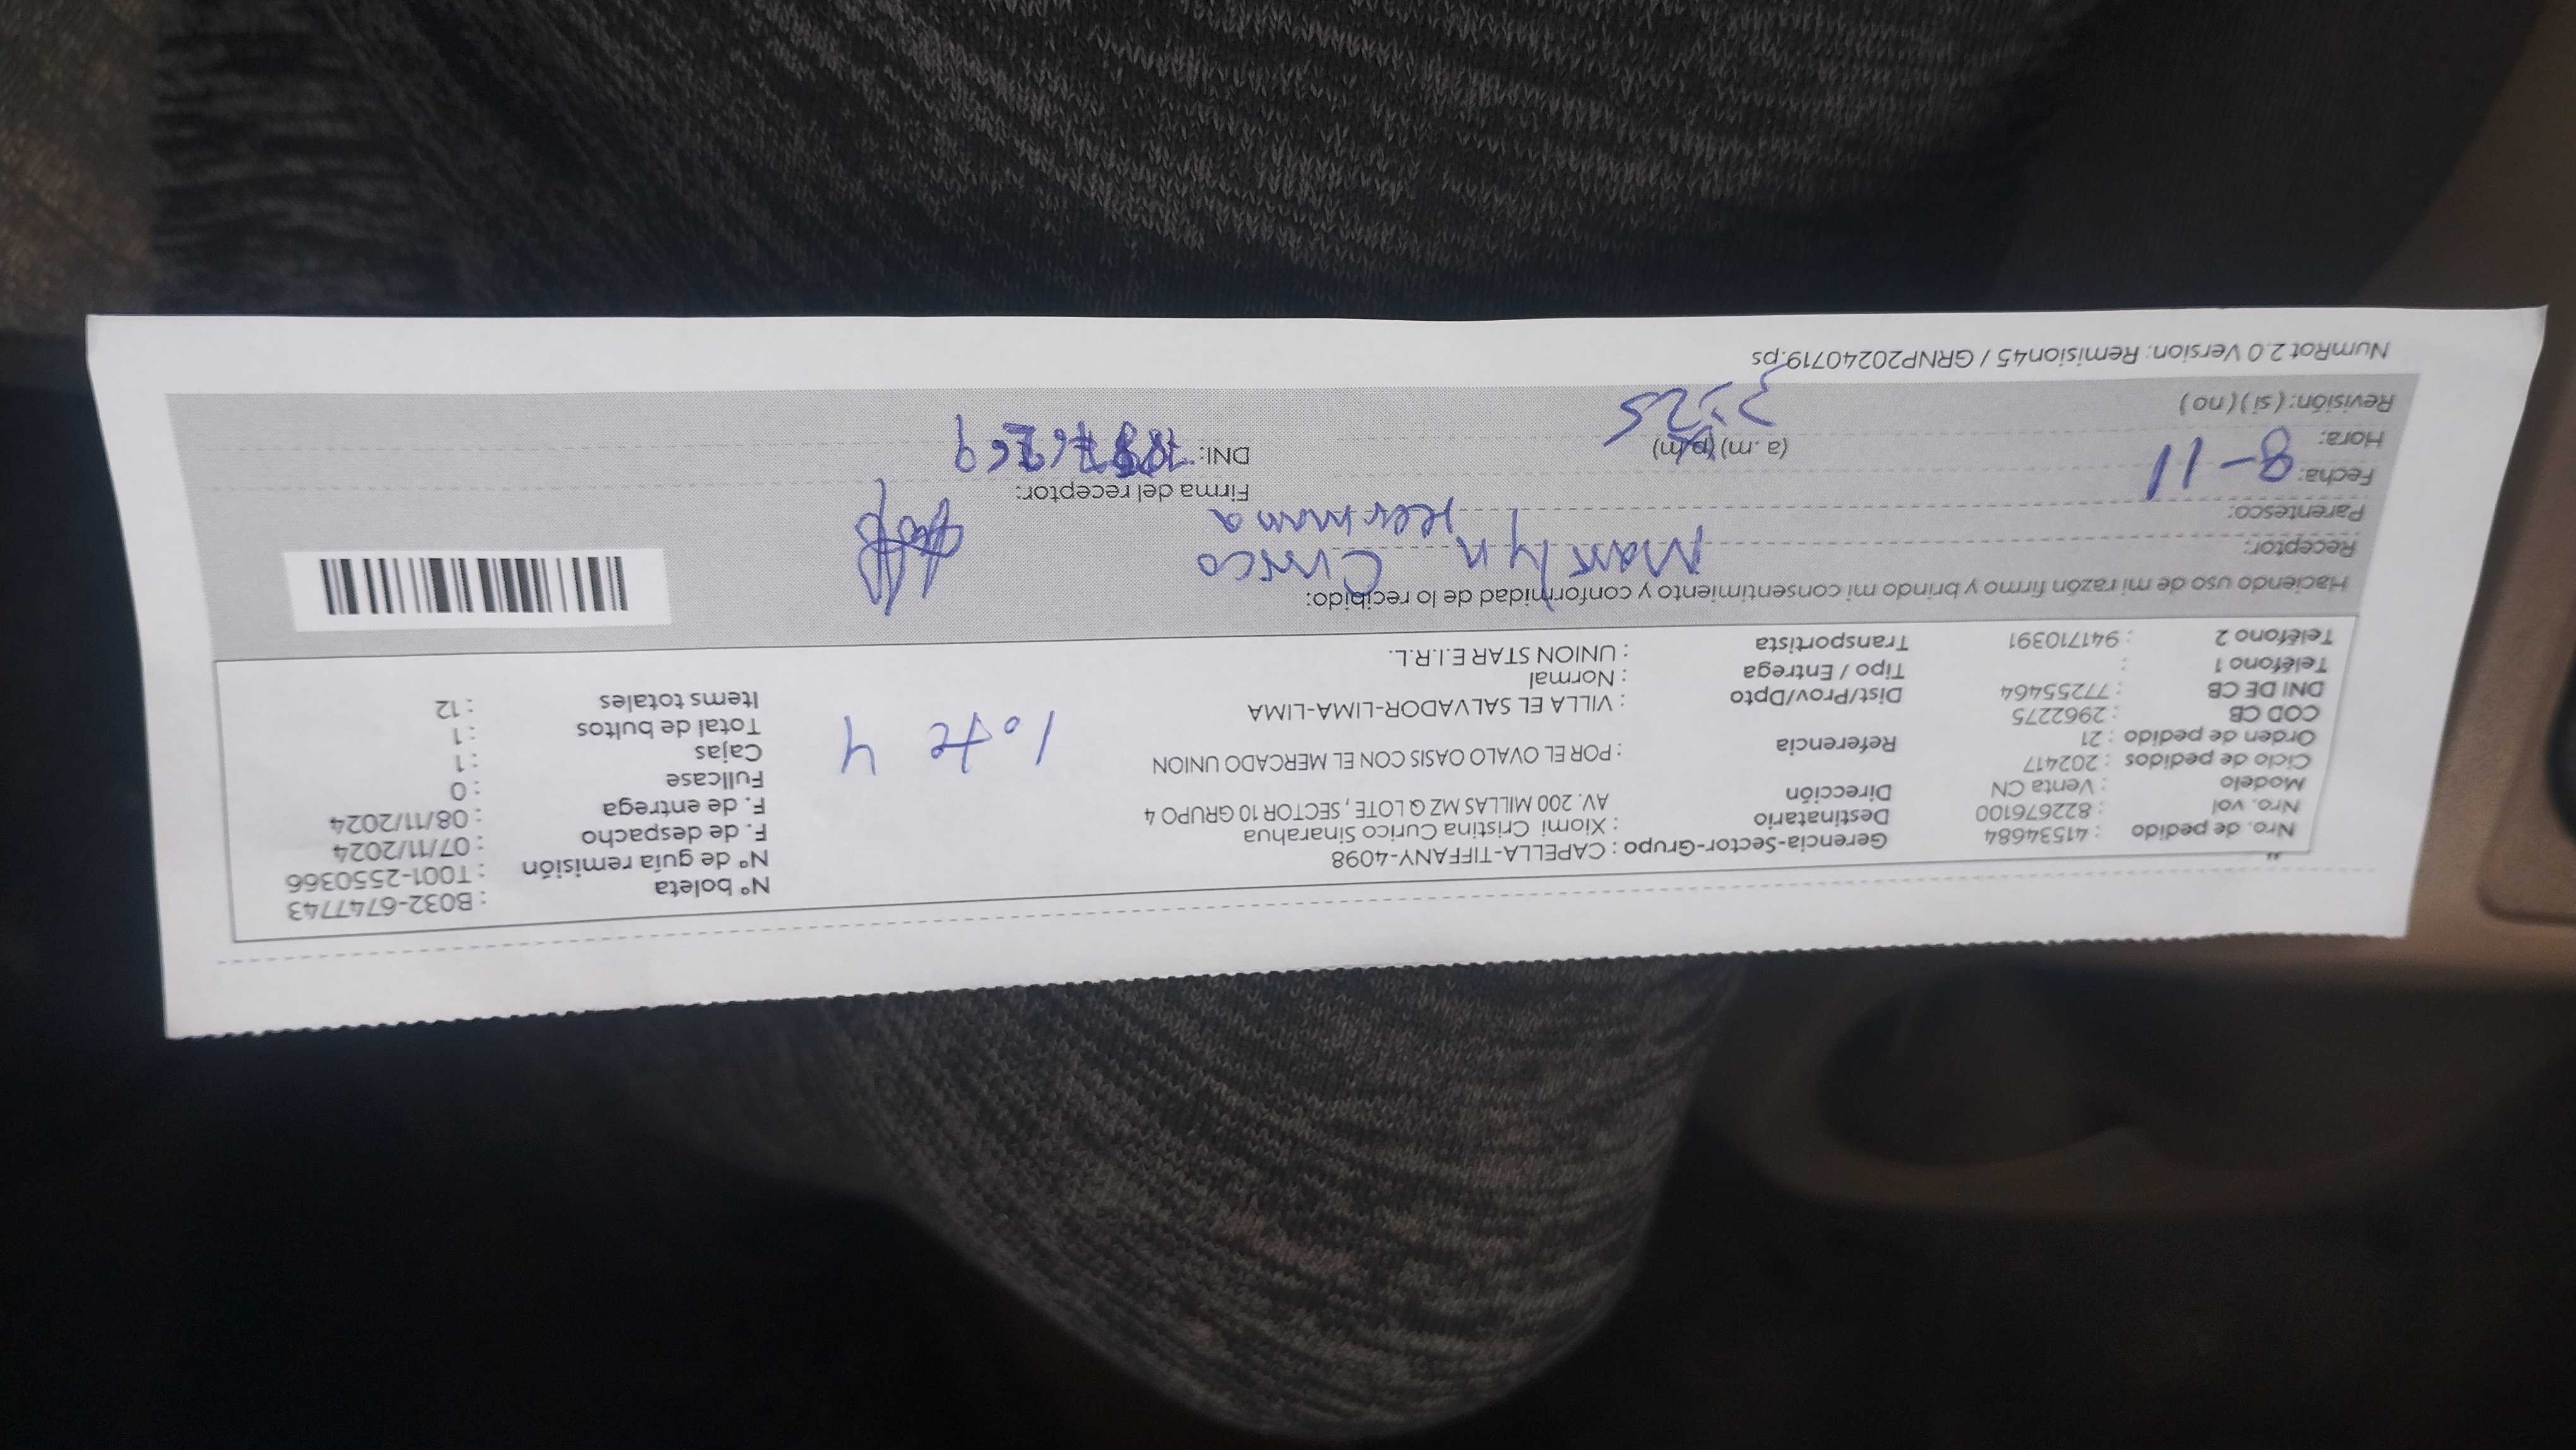 Nro. de pedido : 41534684 Gerencia-Sector-Grupo : CAPELLA-TIFFANY-4098 N° boleta : B032-6747743
Nro. vol : 822676100 Destinatario : Xiomi Cristina Curico Sinarahua N° de guía remisión : T001-2550366
Modelo : Venta CN Dirección AV. 200 MILLAS MZ Q LOTE , SECTOR 10 GRUPO 4 F. de despacho : 07/11/2024
Ciclo de pedidos : 202417 F. de entrega : 08/11/2024
Orden de pedido : 21 Referencia : POR EL OVALO OASIS CON EL MERCADO UNION Fullcase : 0
COD CB : 2962275 lote 4 Cajas : 1
DNI DE CB : 77255464 Dist/Prov/Dpto : VILLA EL SALVADOR-LIMA-LIMA Total de bultos : 1
Teléfono 1 : Tipo / Entrega : Normal Items totales : 12
Teléfono 2 : 941710391 Transportista : UNION STAR E.I.R.L.
Haciendo uso de mi razón firmo y brindo mi consentimiento y conformidad de lo recibido:
Receptor:
Parentesco: hermana
Fecha: 8-11 Firma del receptor:
Hora: (a.m) (p/m) DNI:
Revisión: ( si ) ( no )
NumRot 2.0 Version: Remision45 / GRNP20240719.ps